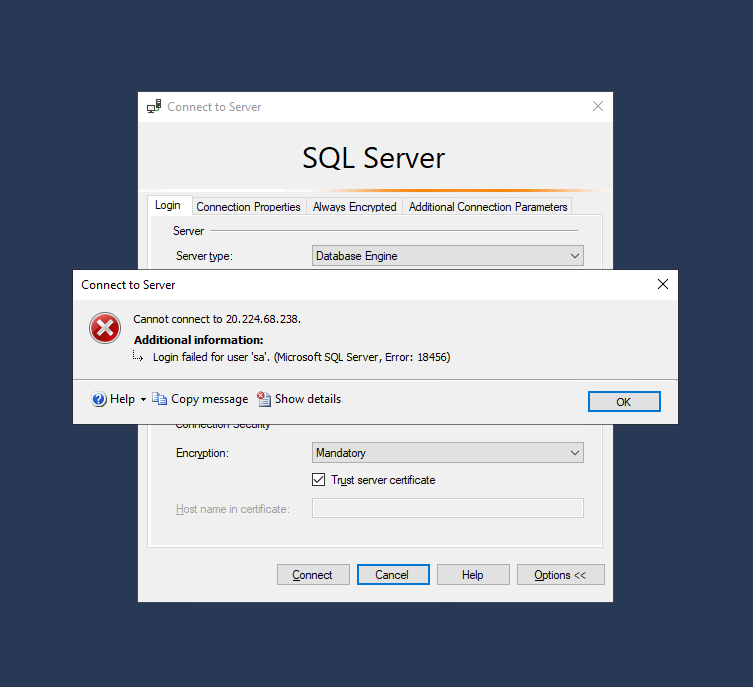 Connect to Server
SQL Server
Login Connection Properties Always Encrypted Additional Connection Parameters
Server
Server type: Database Engine
Connect to Server
Cannot connect to 20.224.68.238.
Additional information:
Login failed for user 'sa'. (Microsoft SQL Server, Error: 18456)
Help Copy message Show details OK
Connection Security
Encryption: Mandatory
Trust server certificate
Host name in certificate:
Connect Cancel Help Options <<